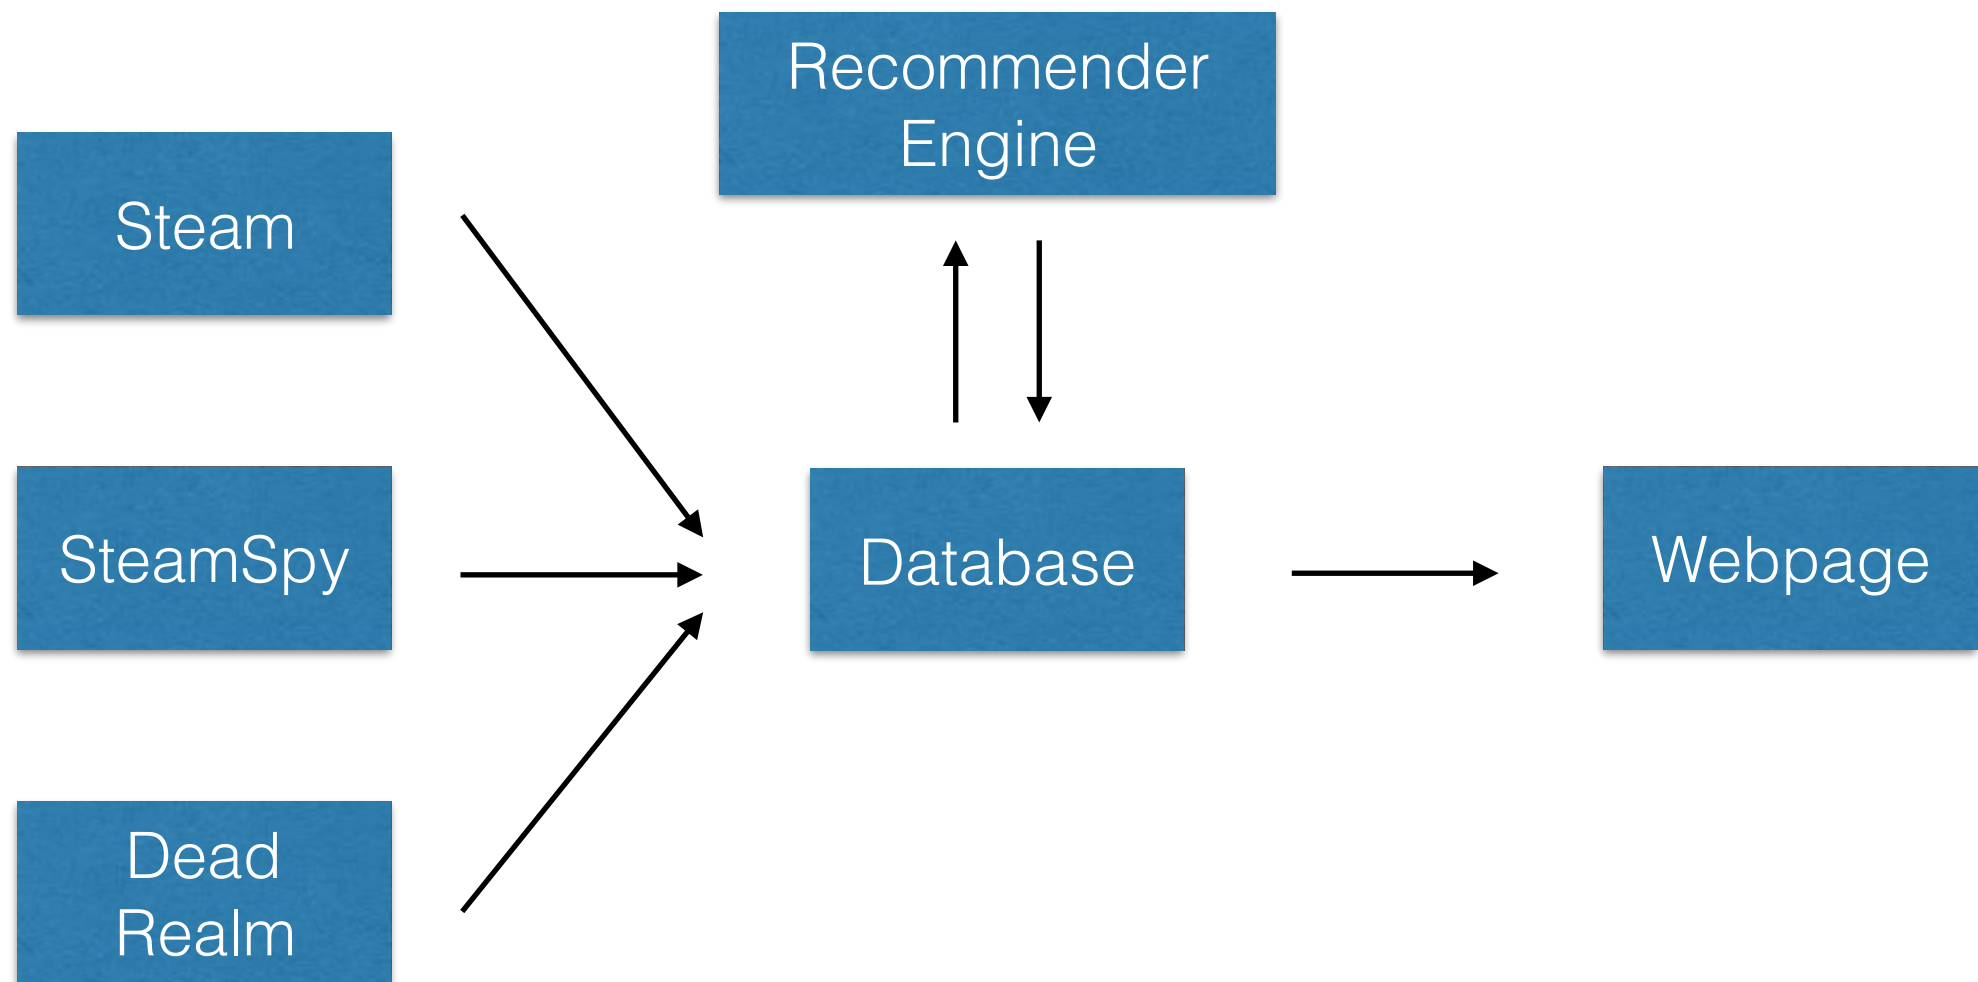 Recommender
Engine
Steam
SteamSpy
Database
Webpage
Dead
Realm